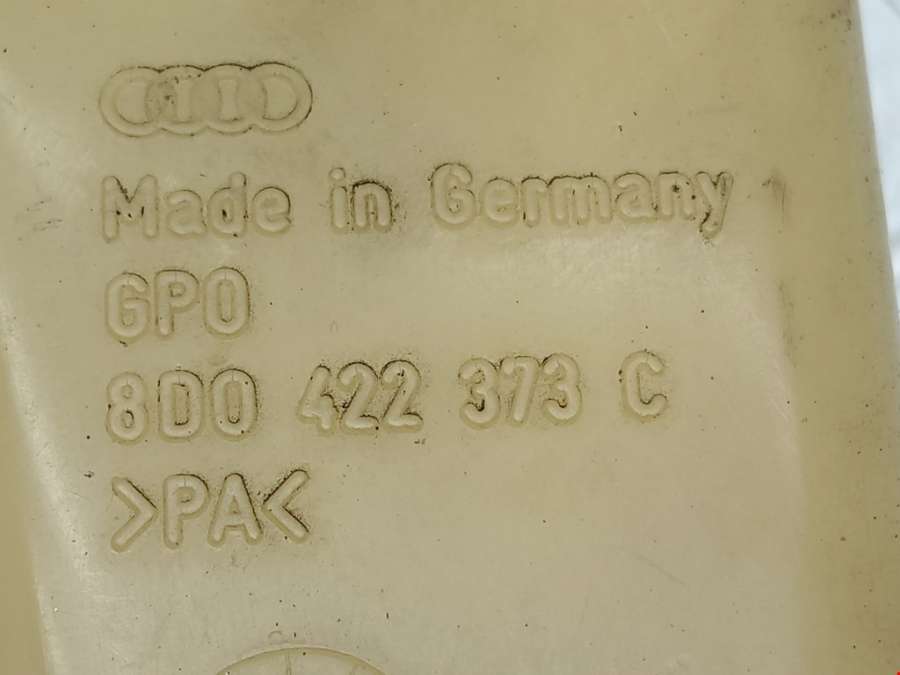 Made in Germany
GPO
8D0 422 373 C
>PA<